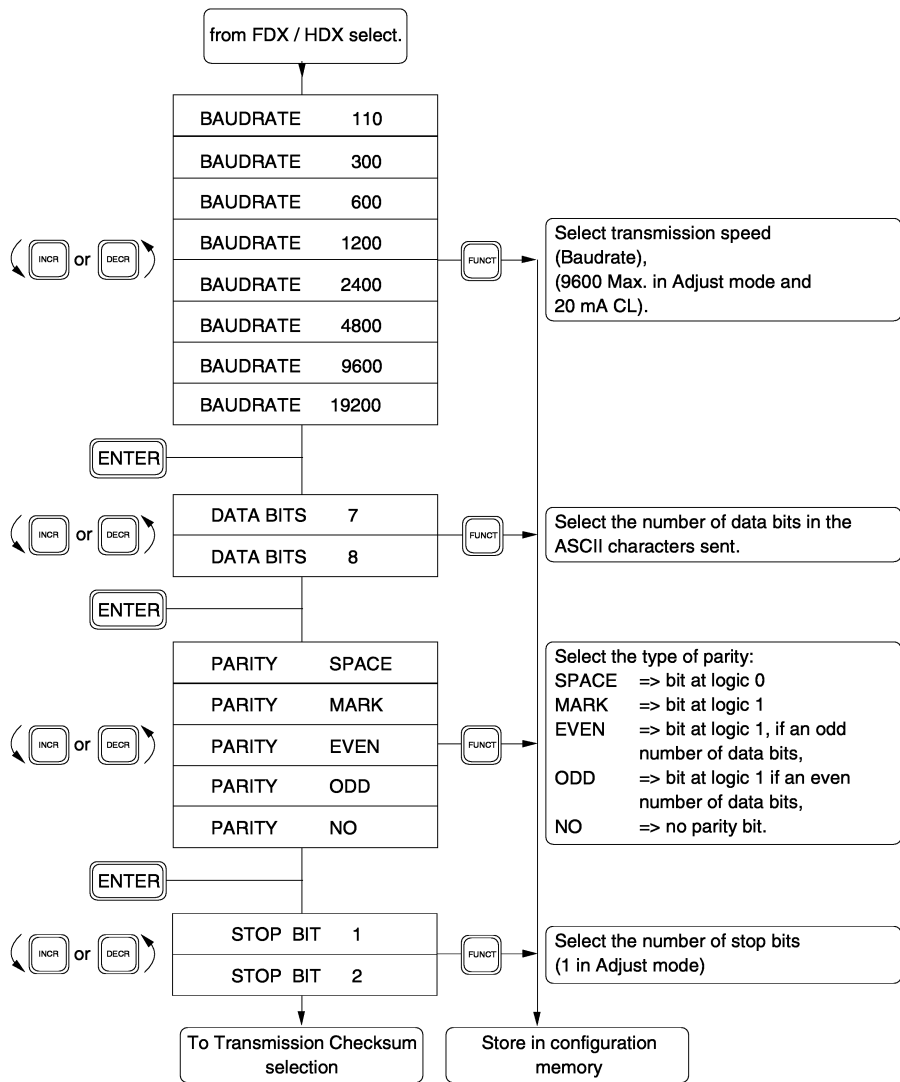 from FDX / HDX select.
BAUDRATE 110
BAUDRATE 300
BAUDRATE 600
BAUDRATE 1200
BAUDRATE 2400
BAUDRATE 4800
BAUDRATE 9600
BAUDRATE 19200
INCR or DECR
FUNCT
Select transmission speed
(Baudrate),
(9600 Max. in Adjust mode and
20 mA CL).
ENTER
DATA BITS 7
DATA BITS 8
INCR or DECR
FUNCT
Select the number of data bits in the
ASCII characters sent.
ENTER
PARITY SPACE
PARITY MARK
PARITY EVEN
PARITY ODD
PARITY NO
INCR or DECR
FUNCT
Select the type of parity:
SPACE => bit at logic 0
MARK => bit at logic 1
EVEN => bit at logic 1, if an odd
number of data bits,
ODD => bit at logic 1 if an even
number of data bits,
NO => no parity bit.
ENTER
STOP BIT 1
STOP BIT 2
INCR or DECR
FUNCT
Select the number of stop bits
(1 in Adjust mode)
To Transmission Checksum
selection
Store in configuration
memory